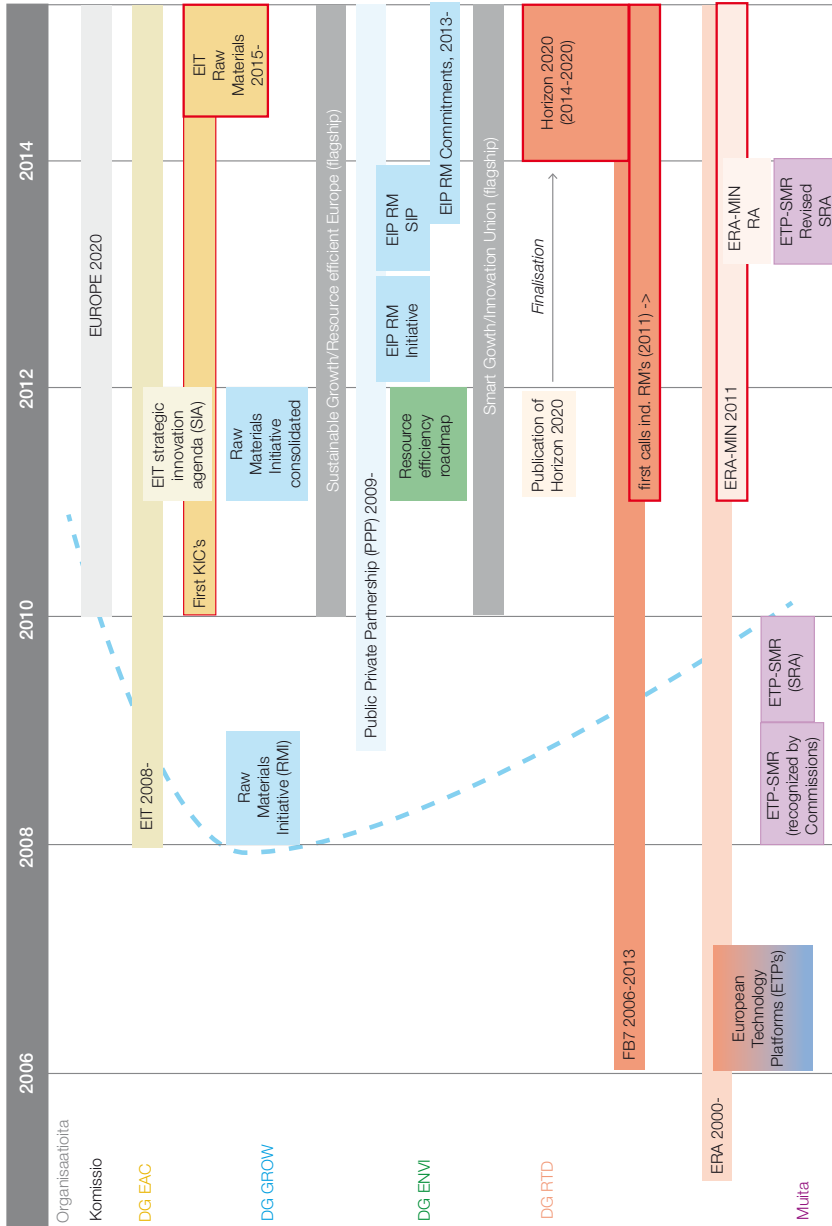 2006
2008
2010
2012
2014
Organisaatioita
Komissio
EUROPE 2020
DG EAC
EIT 2008-
EIT strategic
innovation
agenda (SIA)
First KIC's
EIT
Raw
Materials
2015-
DG GROW
Raw
Materials
Initiative (RMI)
Raw
Materials
Initiative
consolidated
Sustainable Growth/Resource efficient Europe (flagship)
Public Private Partnership (PPP) 2009-
EIP RM
Initiative
EIP RM
SIP
EIP RM Commitments, 2013-
DG ENVI
Resource
efficiency
roadmap
Smart Gowth/Innovation Union (flagship)
DG RTD
Publication of
Horizon 2020
Finalisation
Horizon 2020
(2014-2020)
FB7 2006-2013
first calls ind. RM's (2011) ->
ERA 2000-
ERA-MIN 2011
ERA-MIN
RA
European
Technology
Platforms (ETP's)
Muita
ETP-SMR
(recognized by
Commissions)
ETP-SMR
(SRA)
ETP-SMR
Revised
SRA